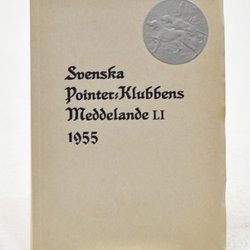 Svenska
Pointer=Klubbens
Meddelande LI
1955